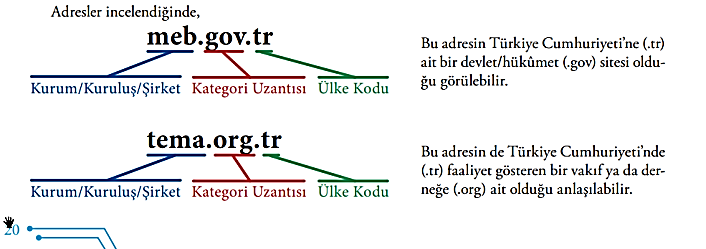 Adresler incelendiğinde,
meb.gov.tr
Kurum/Kuruluş/Şirket Kategori Uzantısı Ülke Kodu
Bu adresin Türkiye Cumhuriyeti’ne (.tr)
ait bir devlet/hükûmet (.gov) sitesi oldu-
ğu görülebilir.
tema.org.tr
Kurum/Kuruluş/Şirket Kategori Uzantısı Ülke Kodu
Bu adresin de Türkiye Cumhuriyeti’nde
(.tr) faaliyet gösteren bir vakıf ya da der-
neğe (.org) ait olduğu anlaşılabilir.
20